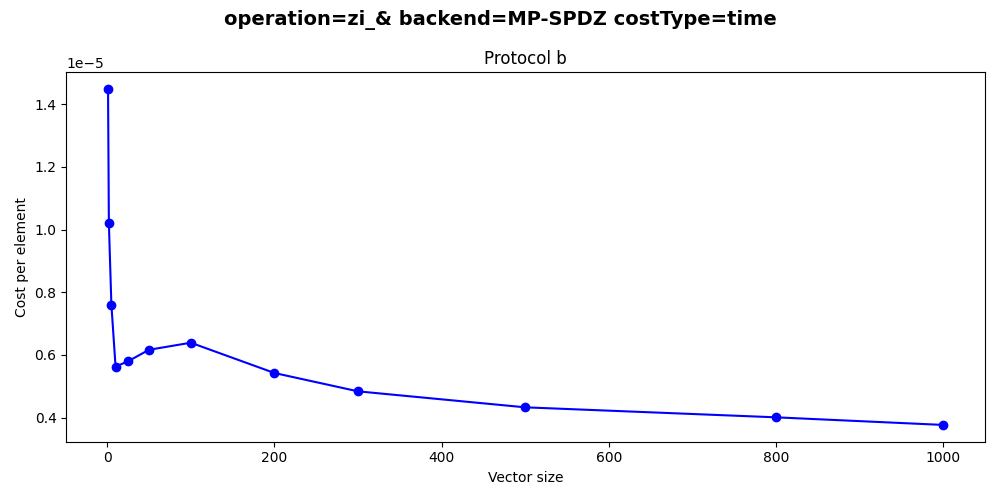 operation=zi_& backend=MP-SPDZ costType=time
Protocol b
1e−5
1.4
1.2
1.0
0.8
0.6
0.4
Cost per element
0 200 400 600 800 1000
Vector size